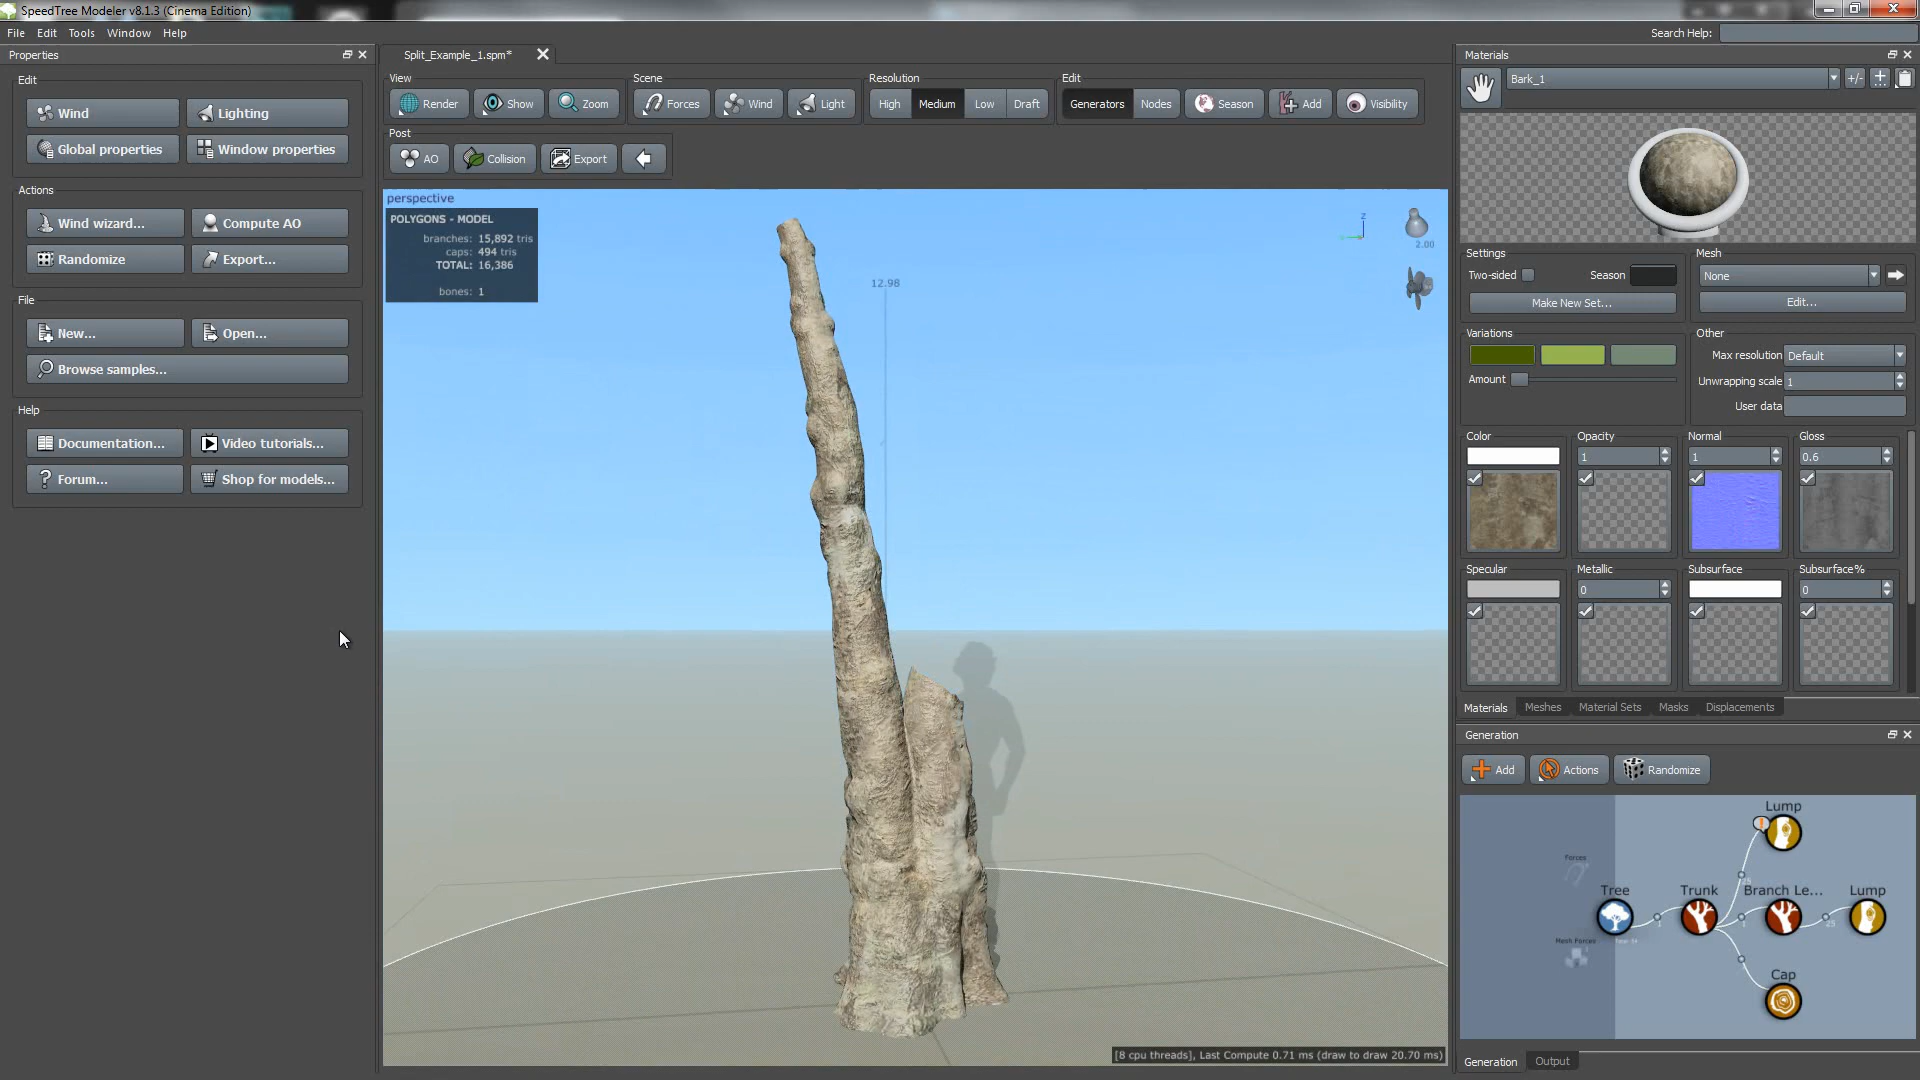 SpeedTree Modeler v8.1.3 (Cinema Edition)
File Edit Tools Window Help
Search Help:
Properties
Edit
Wind
Lighting
Global properties
Window properties
Actions
Wind wizard...
Compute AO
Randomize
Export...
File
New...
Open...
Browse samples...
Help
Documentation...
Video tutorials...
Forum...
Shop for models...
Split_Example_1.spm*
View
Render
Show
Zoom
Scene
Forces
Wind
Light
Resolution
High
Medium
Low
Draft
Edit
Generators
Nodes
Season
Add
Visibility
Post
AO
Collision
Export
perspective
POLYGONS - MODEL
branches: 15,892 tris
caps: 494 tris
TOTAL: 16,386
bones: 1
12.98
z
2.00
[8 cpu threads], Last Compute 0.71 ms (draw to draw 20.70 ms)
Materials
Bark_1
+/-
Settings
Two-sided
Season
Make New Set...
Mesh
None
Edit...
Variations
Amount
Other
Max resolution Default
Unwrapping scale 1
User data
Color
Opacity
1
Normal
1
Gloss
0.6
Specular
Metallic
0
Subsurface
Subsurface%
0
Materials Meshes Material Sets Masks Displacements
Generation
Add
Actions
Randomize
Lump
Forces
Tree
Trunk
Branch Le...
Lump
1
1
25
Mesh Forces
Cap
Generation Output